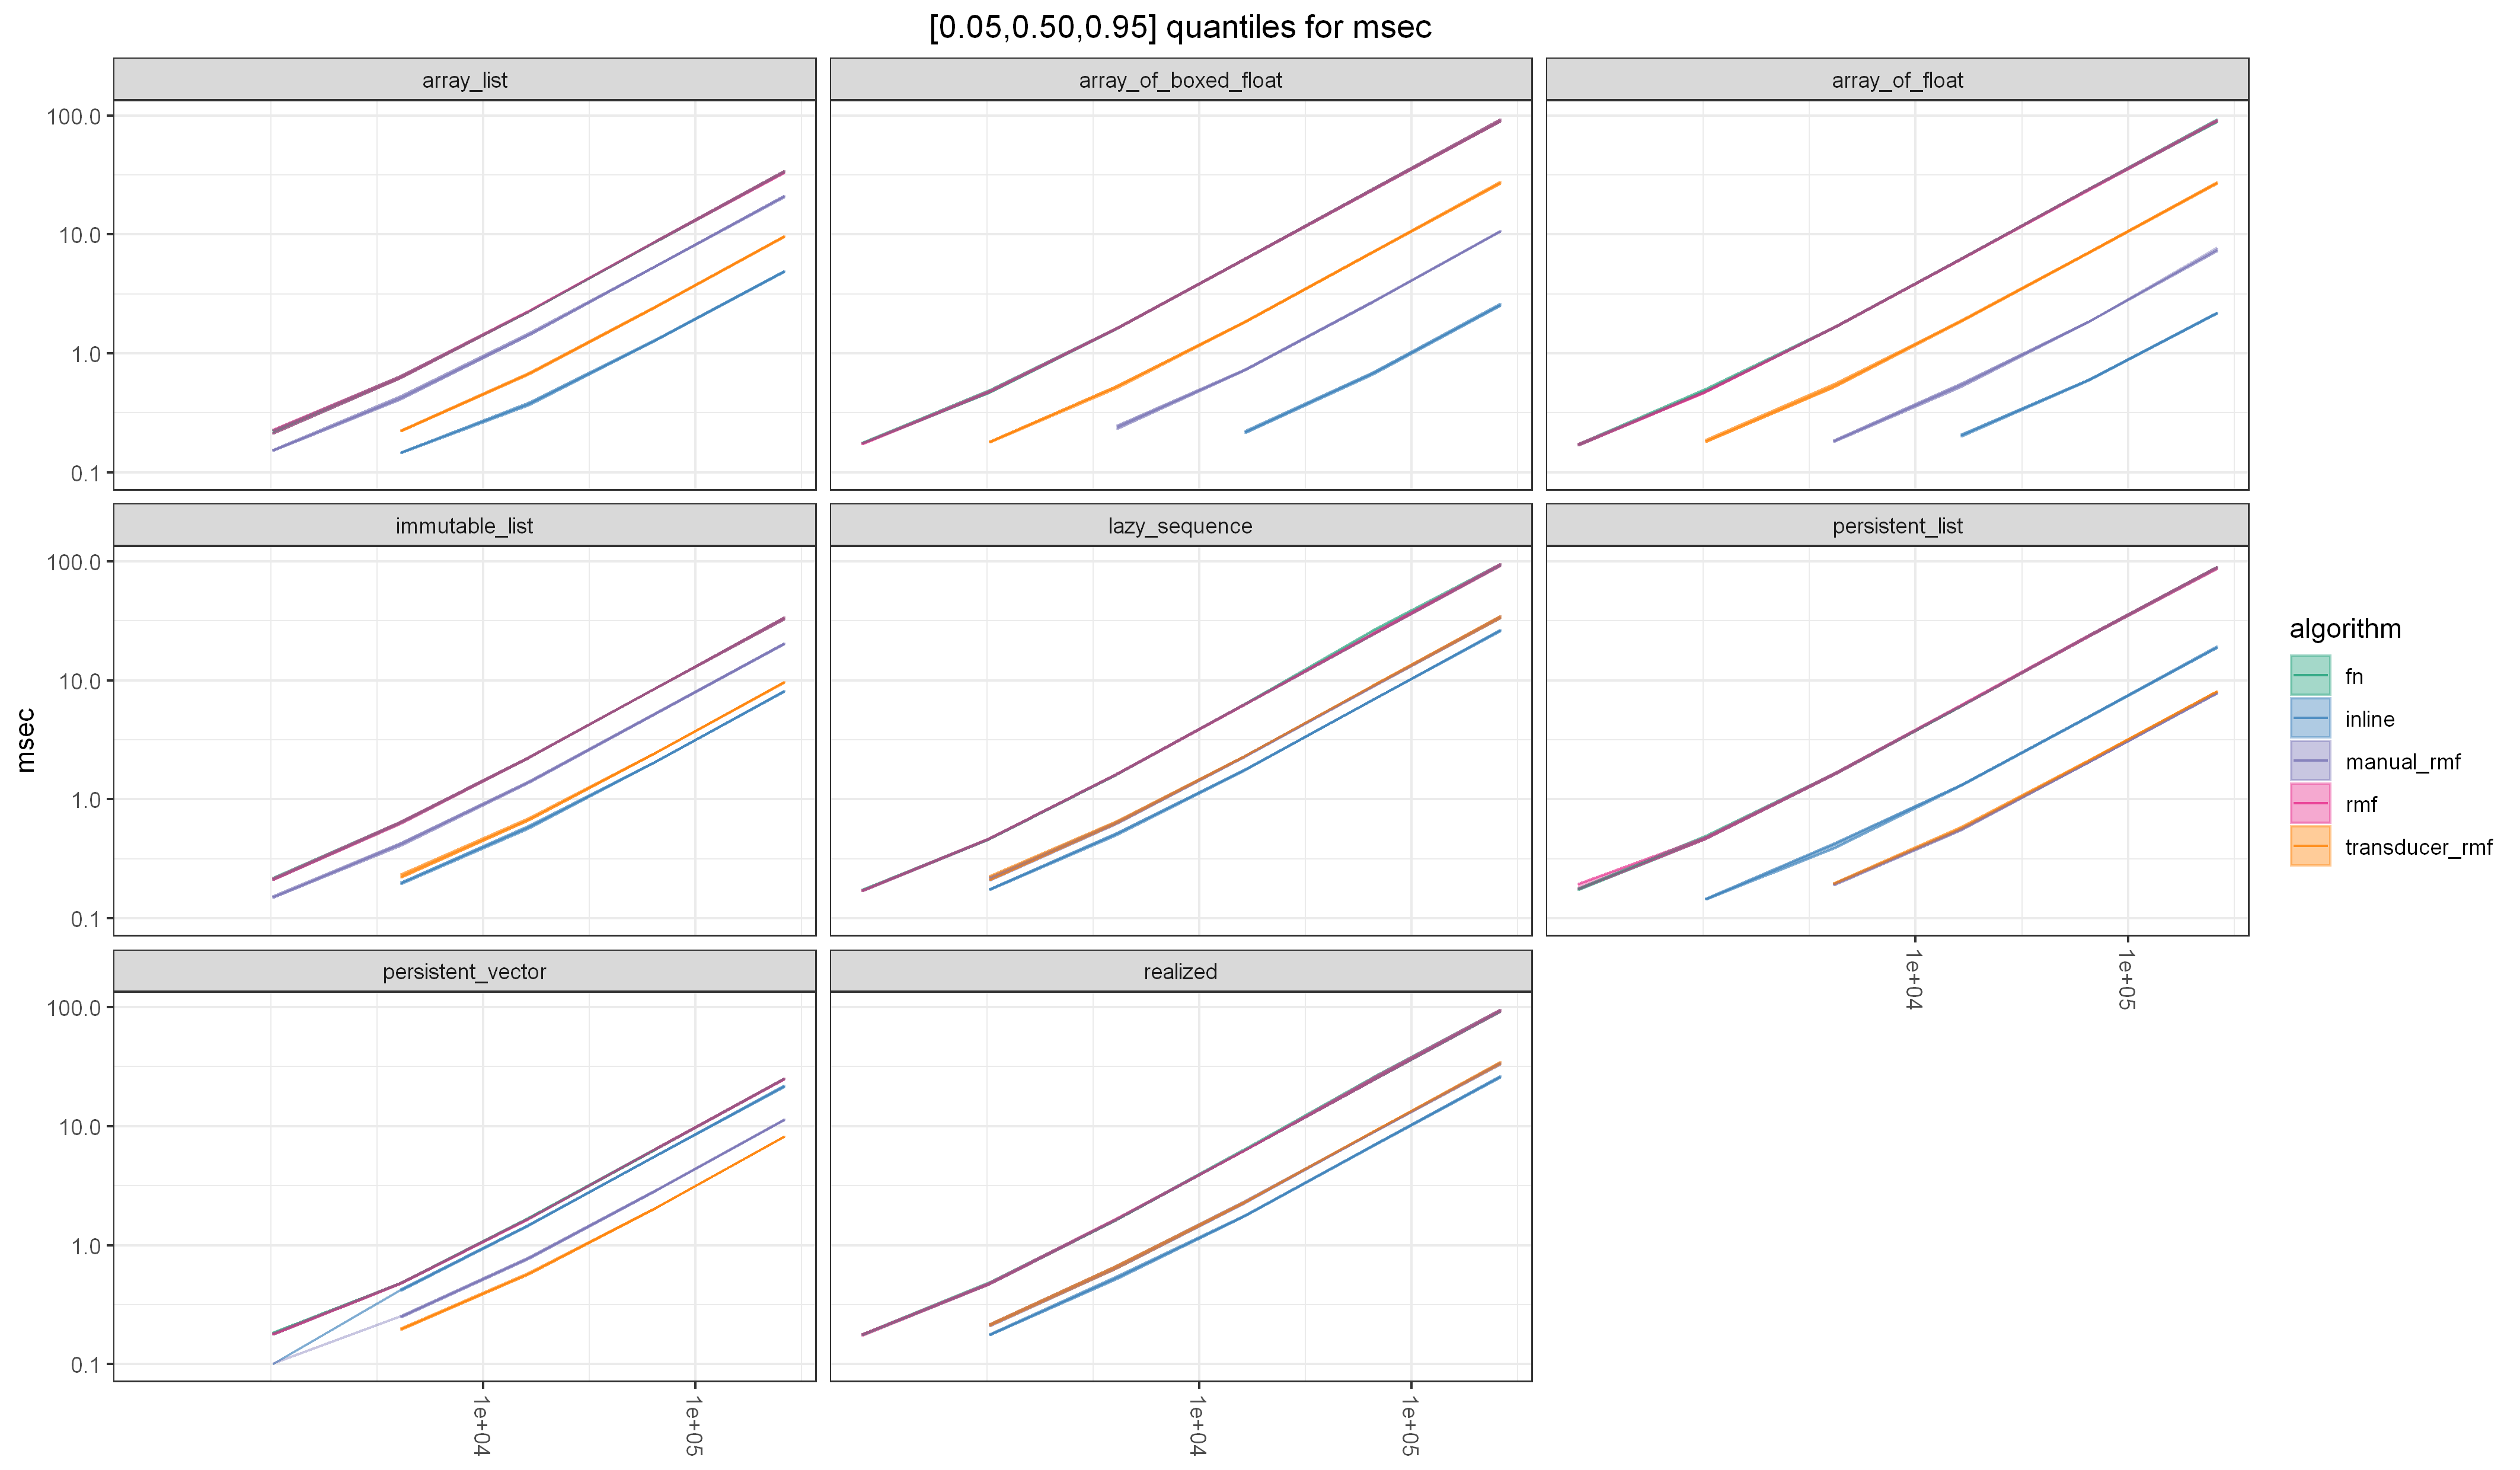 [0.05,0.50,0.95] quantiles for msec
array_list
array_of_boxed_float
array_of_float
100.0
10.0
1.0
0.1
immutable_list
lazy_sequence
persistent_list
100.0
10.0
1.0
0.1
1e+04
1e+05
persistent_vector
realized
100.0
10.0
1.0
0.1
1e+04
1e+05
1e+04
1e+05
msec
algorithm
fn
inline
manual_rmf
rmf
transducer_rmf